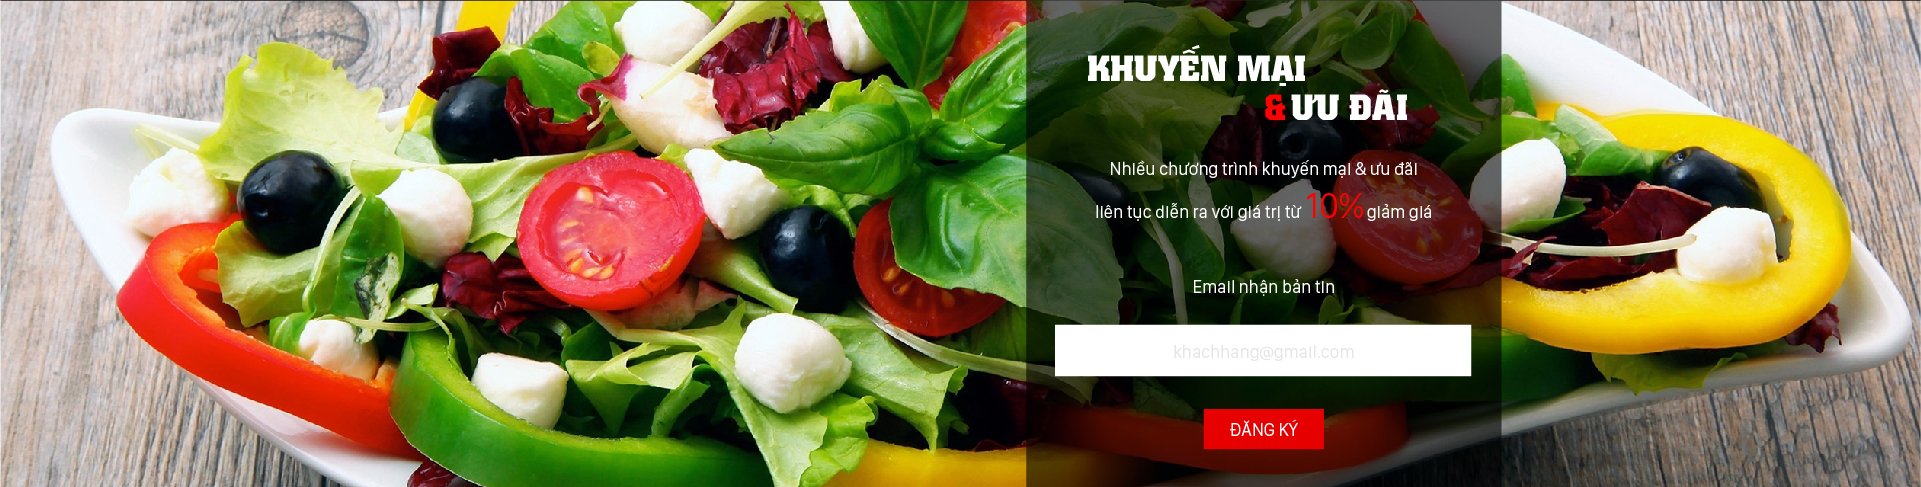 KHUYẾN MẠI
& ƯU ĐÃI
Nhiều chương trình khuyến mại & ưu đãi
liên tục diễn ra với giá trị từ 10% giảm giá
Email nhận bản tin
khachhang@gmail.com
ĐĂNG KÝ